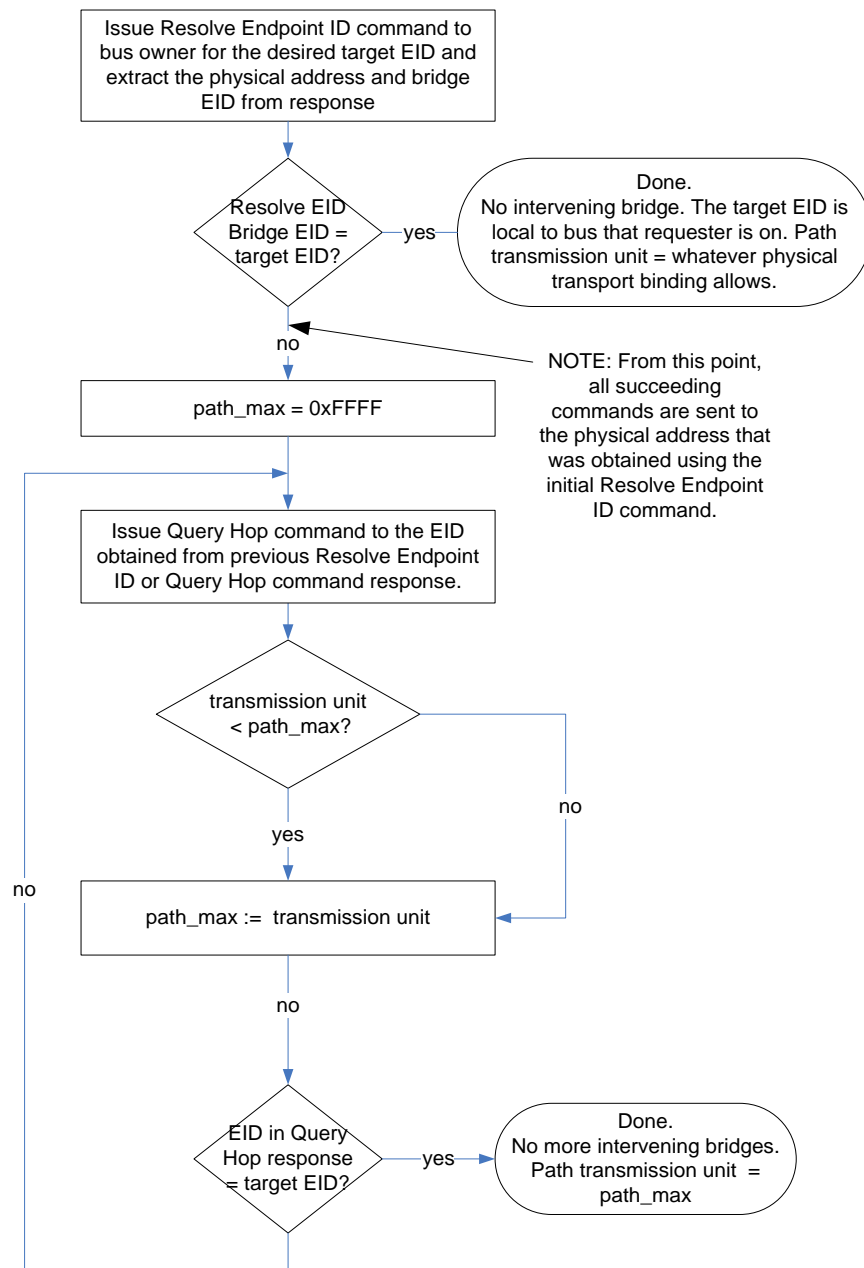 Issue Resolve Endpoint ID command to
bus owner for the desired target EID and
extract the physical address and bridge
EID from response
Resolve EID
Bridge EID =
target EID?
yes
Done.
No intervening bridge. The target EID is
local to bus that requester is on. Path
transmission unit = whatever physical
transport binding allows.
no
NOTE: From this point,
all succeeding
commands are sent to
the physical address that
was obtained using the
initial Resolve Endpoint
ID command.
path_max = 0xFFFF
Issue Query Hop command to the EID
obtained from previous Resolve Endpoint
ID or Query Hop command response.
transmission unit
< path_max?
no
yes
no
path_max := transmission unit
no
EID in Query
Hop response
= target EID?
yes
Done.
No more intervening bridges.
Path transmission unit =
path_max